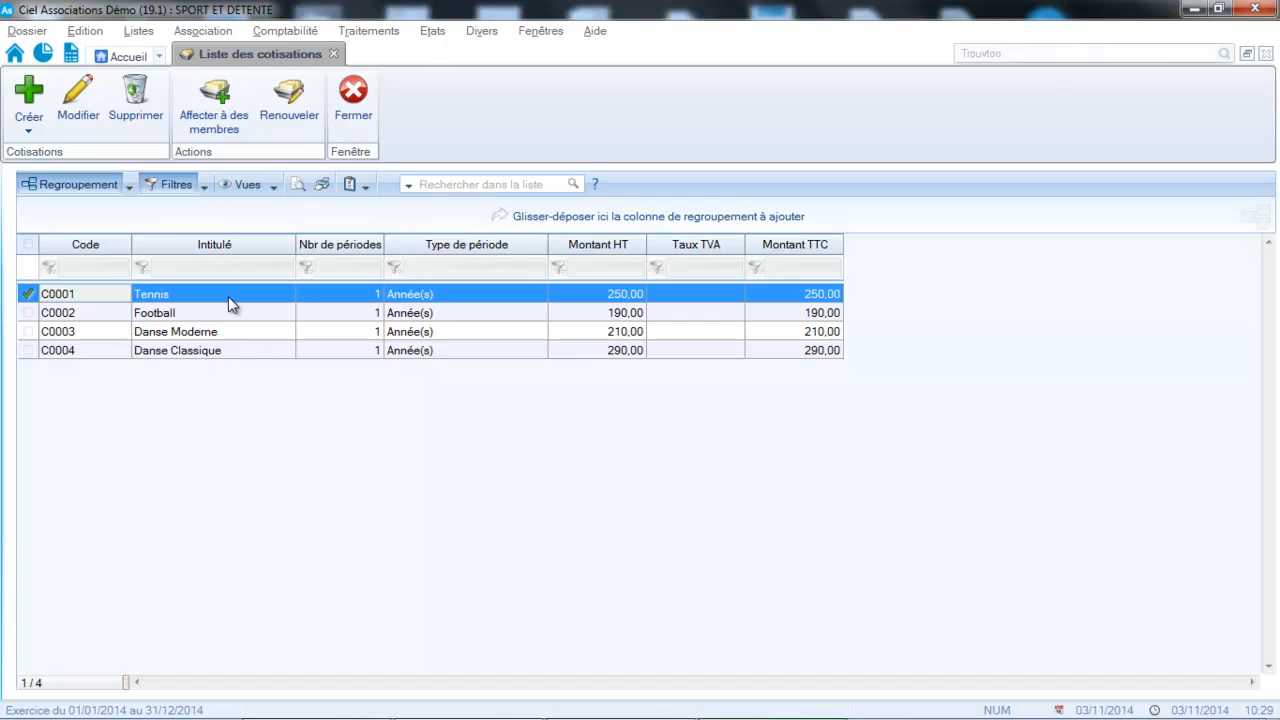 As Ciel Associations Démo (19.1) : SPORT ET DETENTE
Dossier Edition Listes Association Comptabilité Traitements Etats Divers Fenêtres Aide
Accueil Liste des cotisations Trouvtoo
Créer Modifier Supprimer Affecter à des membres Renouveler Fermer
Cotisations Actions Fenêtre
Regroupement Filtres Vues Rechercher dans la liste ?
Glisser-déposer ici la colonne de regroupement à ajouter
Code Intitulé Nbr de périodes Type de période Montant HT Taux TVA Montant TTC
C0001 Tennis 1 Année(s) 250,00 250,00
C0002 Football 1 Année(s) 190,00 190,00
C0003 Danse Moderne 1 Année(s) 210,00 210,00
C0004 Danse Classique 1 Année(s) 290,00 290,00
1 / 4
Exercice du 01/01/2014 au 31/12/2014 NUM 03/11/2014 03/11/2014 10:29